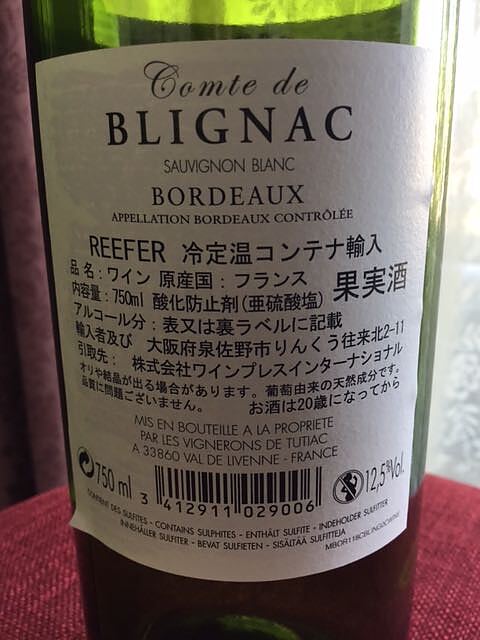 Comte de
BLIGNAC
SAUVIGNON BLANC
BORDEAUX
APPELLATION BORDEAUX CONTRÔLÉE
REEFER 冷定温コンテナ輸入
品 名：ワイン 原産国：フランス
内容量：750ml 酸化防止剤(亜硫酸塩) 果実酒
アルコール分：表又は裏ラベルに記載
輸入者及び 大阪府泉佐野市りんくう往来北2-11
引取先： 株式会社ワインプレスインターナショナル
オリや結晶が出る場合があります。葡萄由来の天然成分です。
品質に問題ございません。 お酒は20歳になってから
MIS EN BOUTEILLE A LA PROPRIETE
PAR LES VIGNERONS DE TUTIAC
A 33860 VAL DE LIVENNE - FRANCE
750 ml 3 412911 029006 12,5%Vol.
CONTIENT DES SULFITES - CONTAINS SULPHITES - ENTHÄLT SULFITE - INDEHOLDER SULFITTER
INNEHÅLLER SULFITER - BEVAT SULFIETEN - SISÄLTÄÄ SULFIITTEJA